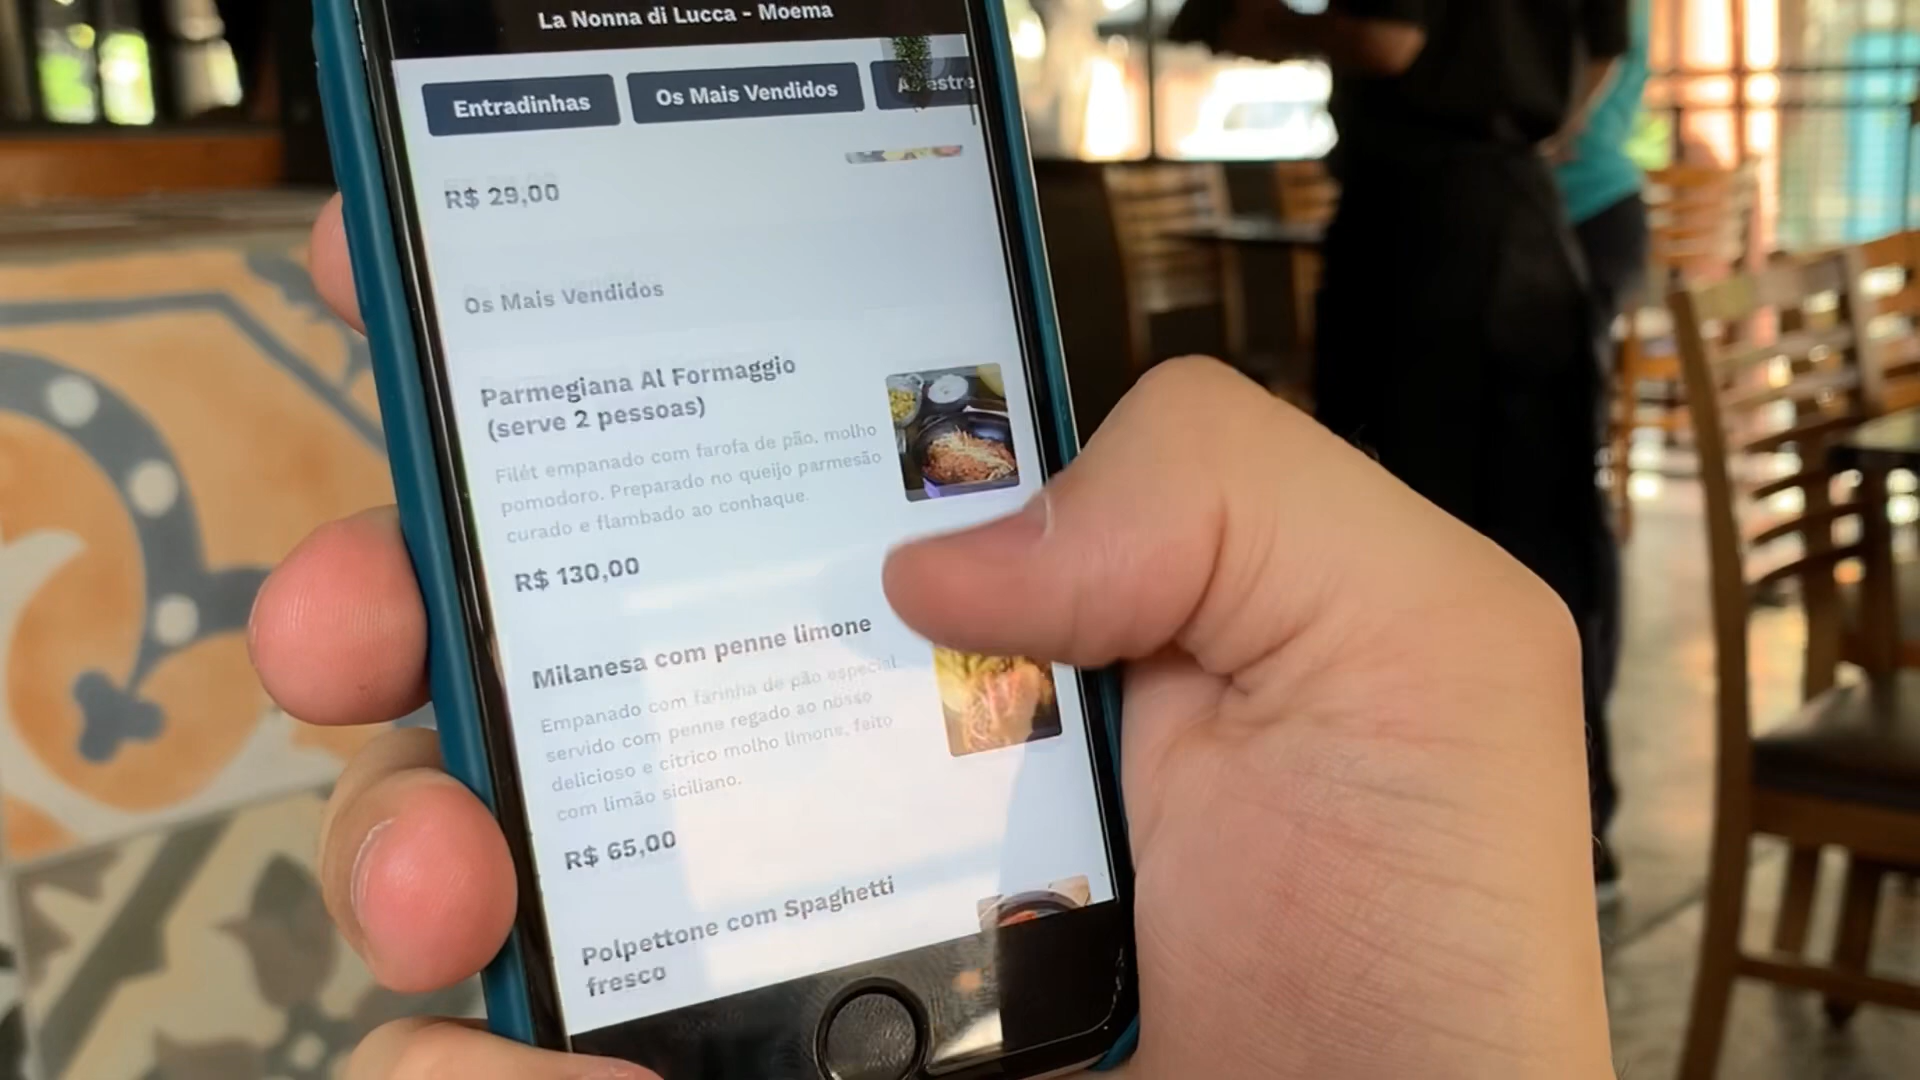 La Nonna di Lucca - Moema
Entradinhas
Os Mais Vendidos
R$ 29,00
Os Mais Vendidos
Parmegiana Al Formaggio
(serve 2 pessoas)
Filét empanado com farofa de pão, molho
pomodoro. Preparado no queijo parmesão
curado e flambado ao conhaque.
R$ 130,00
Milanesa com penne limone
Empanado com farinha de pão especial
servido com penne regado ao nosso
delicioso e cítrico molho limone, feito
com limão siciliano.
R$ 65,00
Polpettone com Spaghetti
fresco